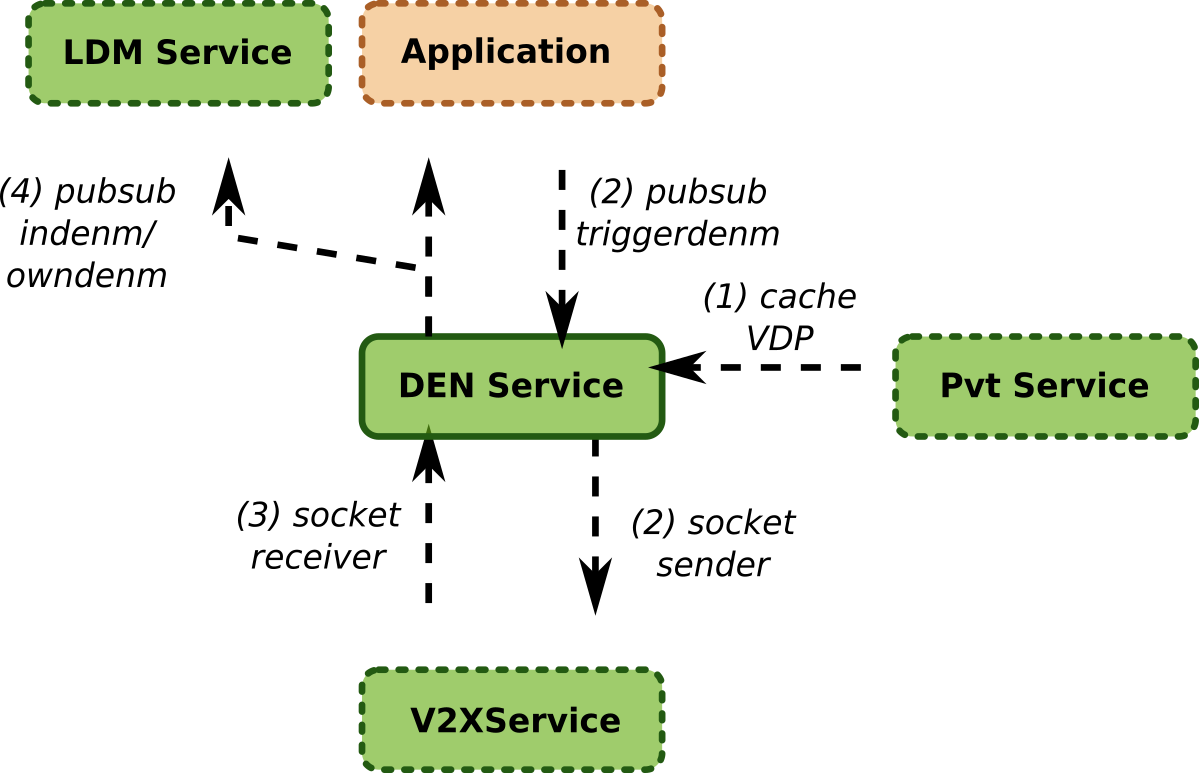 LDM Service
Application
(4) pubsub
indenm/
owndenm
(2) pubsub
triggerdenm
(1) cache
VDP
DEN Service
Pvt Service
(3) socket
receiver
(2) socket
sender
V2XService